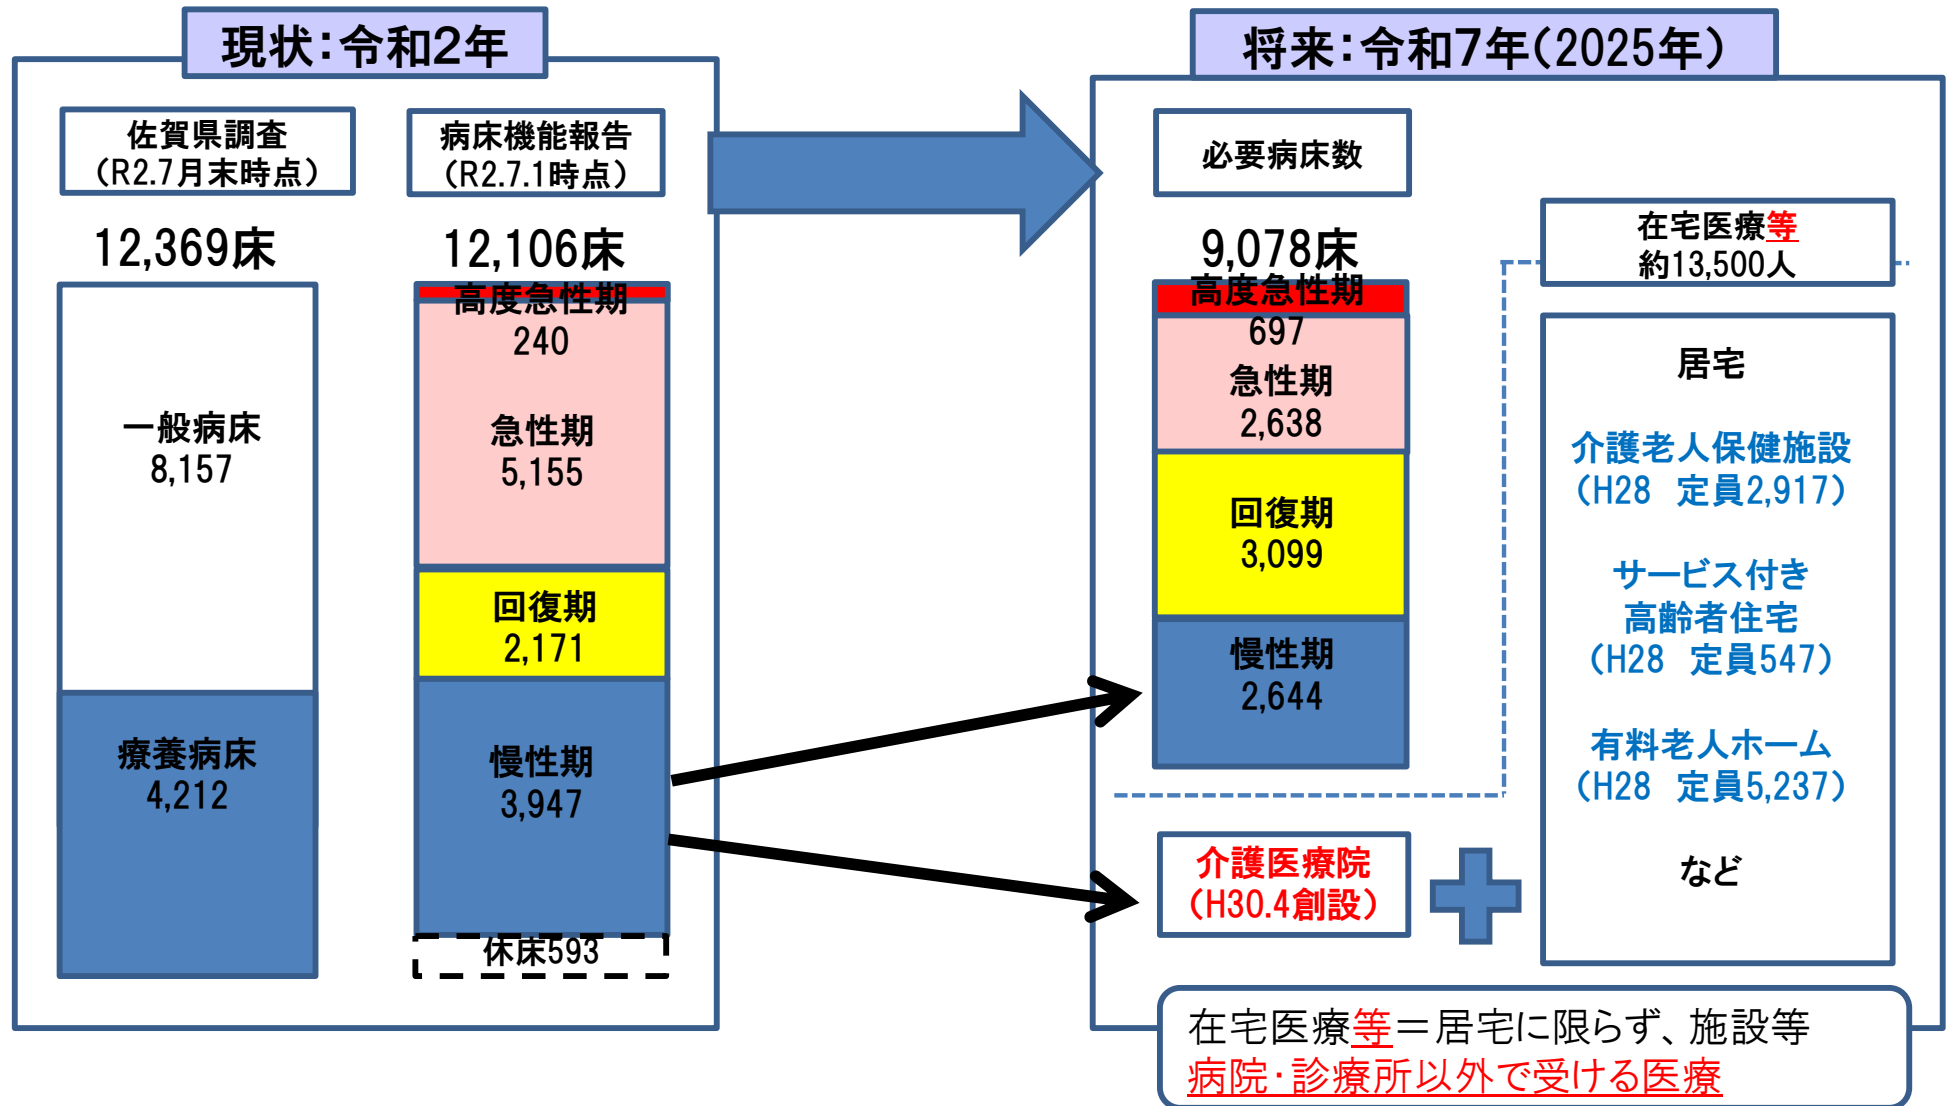 現状：令和2年
佐賀県調査
（R2.7月末時点）
12,369床
一般病床
8,157
療養病床
4,212
病床機能報告
（R2.7.1時点）
12,106床
高度急性期
240
急性期
5,155
回復期
2,171
慢性期
3,947
休床593
将来：令和7年（2025年）
必要病床数
9,078床
高度急性期
697
急性期
2,638
回復期
3,099
慢性期
2,644
介護医療院
（H30.4創設）
在宅医療等
約13,500人
居宅
介護老人保健施設
（H28　定員2,917）
サービス付き
高齢者住宅
（H28　定員547）
有料老人ホーム
（H28　定員5,237）
など
在宅医療等＝居宅に限らず、施設等
病院・診療所以外で受ける医療